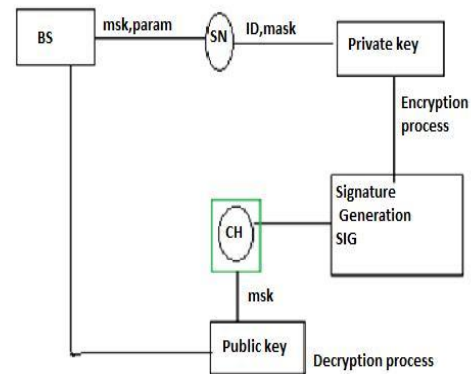 BS
msk,param
SN
ID,mask
Private key
Encryption
process
Signature
Generation
SIG
CH
msk
Public key
Decryption process